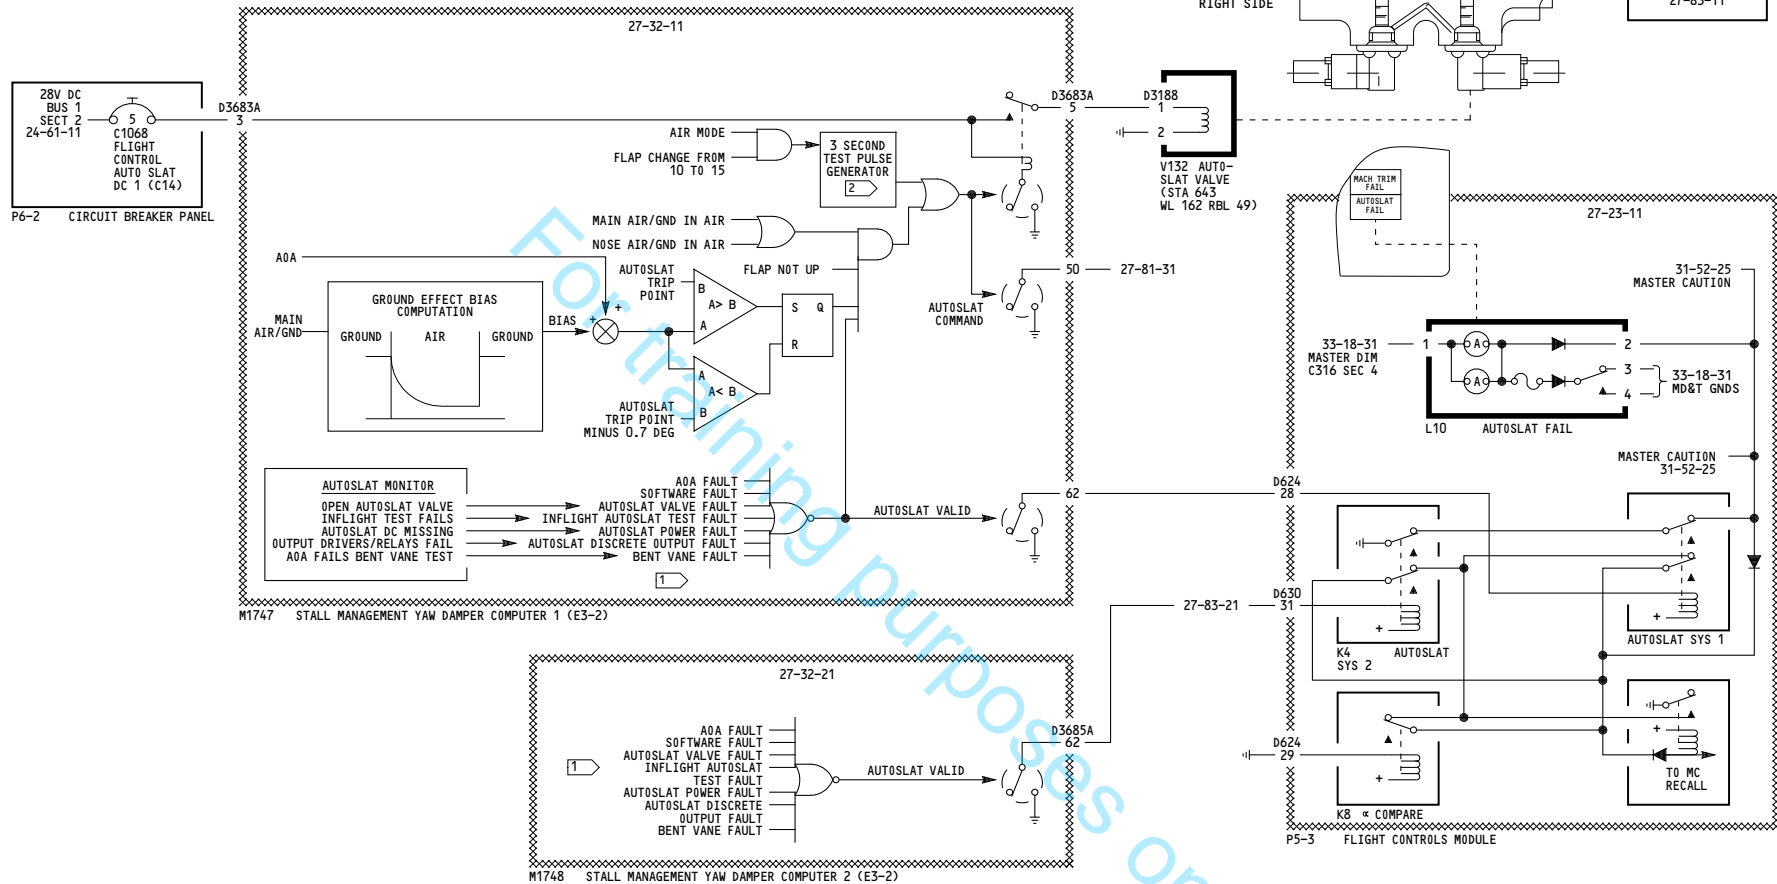 RIGHT SIDE
27-83-11
27-32-11
28V DC
BUS 1
SECT 2
24-61-11
5
C1068
FLIGHT
CONTROL
AUTO SLAT
DC 1 (C14)
P6-2 CIRCUIT BREAKER PANEL
D3683A
3
AIR MODE
FLAP CHANGE FROM
10 TO 15
3 SECOND
TEST PULSE
GENERATOR
2
MAIN AIR/GND IN AIR
NOSE AIR/GND IN AIR
FLAP NOT UP
AOA
GROUND EFFECT BIAS
COMPUTATION
GROUND AIR GROUND
MAIN
AIR/GND
BIAS
+
+
AUTOSLAT
TRIP
POINT
B
A> B
A
S Q
R
A
A< B
B
AUTOSLAT
TRIP POINT
MINUS 0.7 DEG
AUTOSLAT
COMMAND
D3683A
5
D3188
1
2
V132 AUTO-
SLAT VALVE
(STA 643
WL 162 RBL 49)
50 27-81-31
AUTOSLAT MONITOR
OPEN AUTOSLAT VALVE
INFLIGHT TEST FAILS
AUTOSLAT DC MISSING
OUTPUT DRIVERS/RELAYS FAIL
AOA FAILS BENT VANE TEST
AOA FAULT
SOFTWARE FAULT
AUTOSLAT VALVE FAULT
INFLIGHT AUTOSLAT TEST FAULT
AUTOSLAT POWER FAULT
AUTOSLAT DISCRETE OUTPUT FAULT
BENT VANE FAULT
1
AUTOSLAT VALID
62
M1747 STALL MANAGEMENT YAW DAMPER COMPUTER 1 (E3-2)
27-32-21
AOA FAULT
SOFTWARE FAULT
AUTOSLAT VALVE FAULT
INFLIGHT AUTOSLAT
TEST FAULT
AUTOSLAT POWER FAULT
AUTOSLAT DISCRETE
OUTPUT FAULT
BENT VANE FAULT
1
AUTOSLAT VALID
D3685A
62
M1748 STALL MANAGEMENT YAW DAMPER COMPUTER 2 (E3-2)
27-83-21
MACH TRIM
FAIL
AUTOSLAT
FAIL
27-23-11
31-52-25
MASTER CAUTION
33-18-31
MASTER DIM
C316 SEC 4
1
A
A
2
3
4
33-18-31
MD&T GNDS
L10 AUTOSLAT FAIL
MASTER CAUTION
31-52-25
D624
28
D630
31
+
K4 AUTOSLAT
SYS 2
+
AUTOSLAT SYS 1
D624
29
+
K8 ∝ COMPARE
+
TO MC
RECALL
P5-3 FLIGHT CONTROLS MODULE
For training purposes on